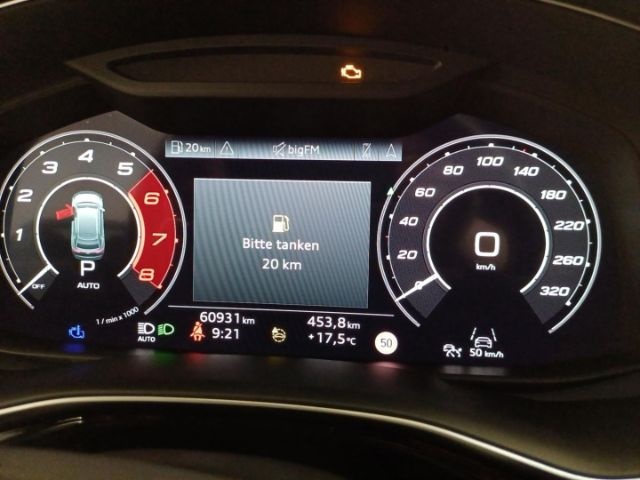 20 km
bigFM
1
2
3
4
5
6
7
8
OFF
P
AUTO
1 / min x 1000
Bitte tanken
20 km
0
20
40
60
80
100
140
180
220
260
320
0
km/h
60931 km
9:21
453,8 km
+17,5 °C
AUTO
50
50 km/h